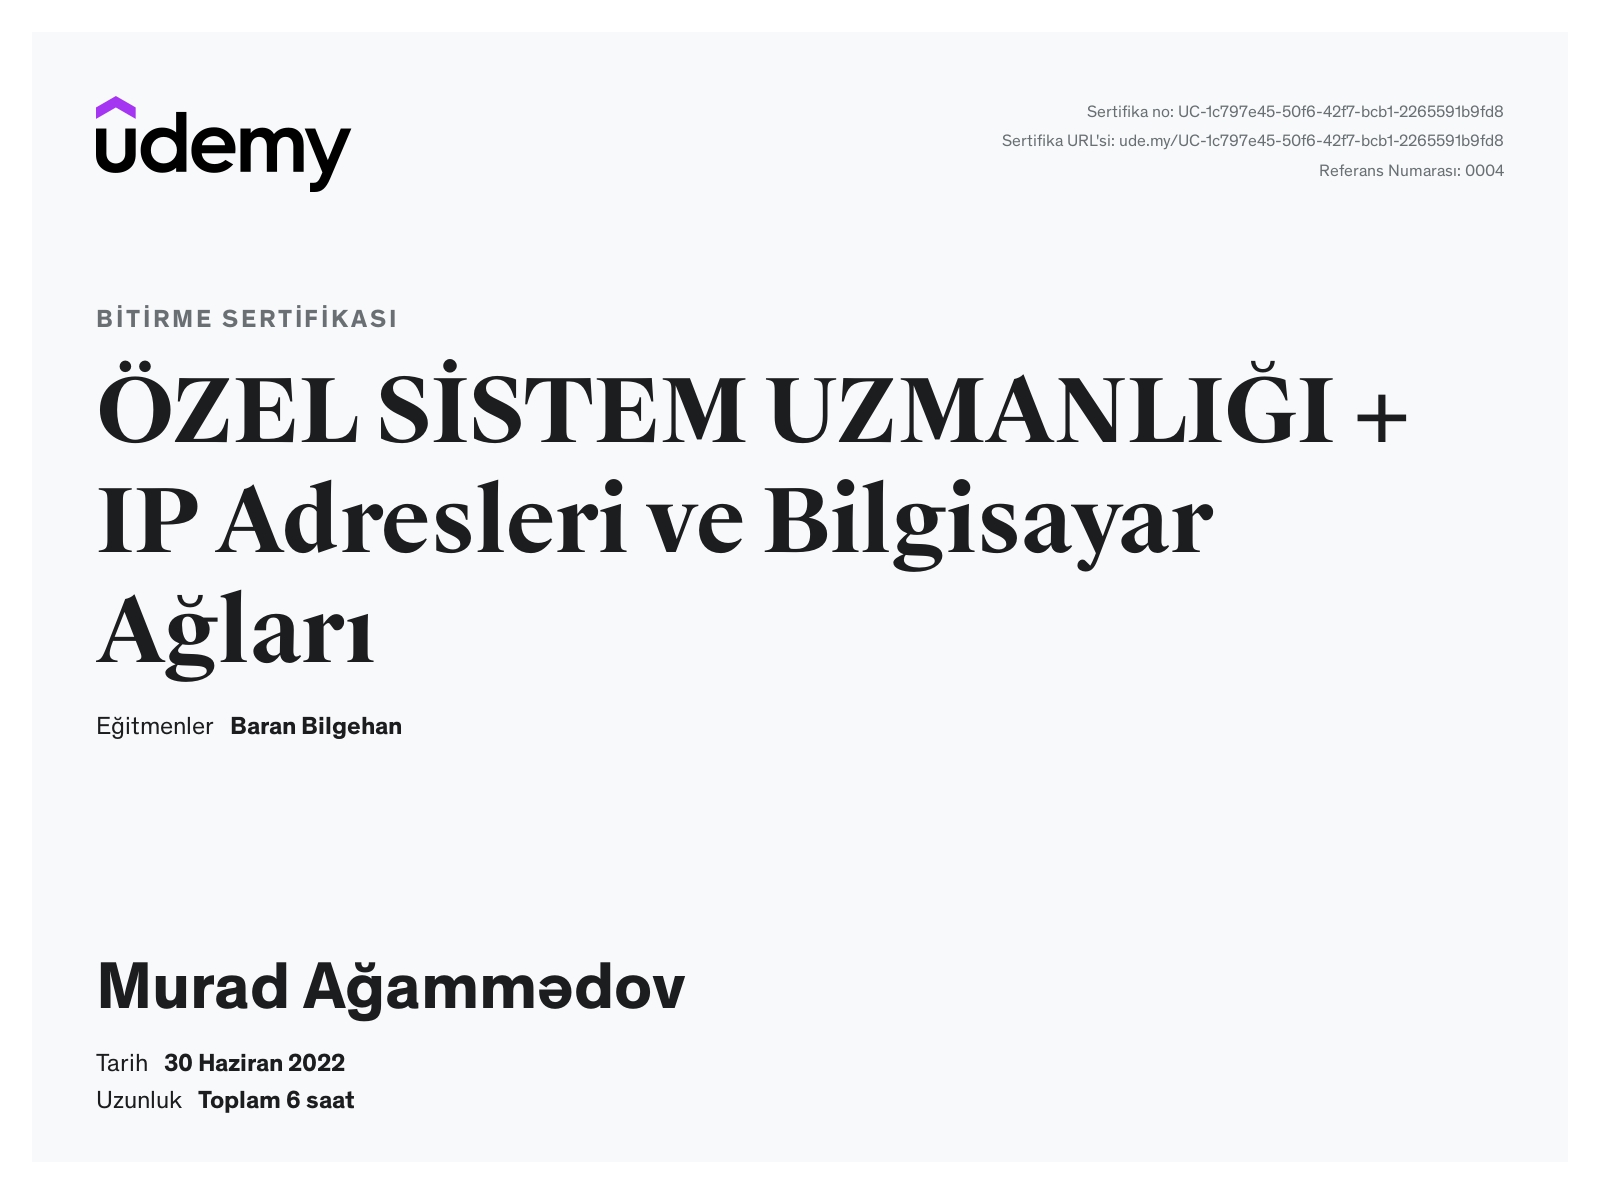 udemy
Sertifika no: UC-1c797e45-50f6-42f7-bcb1-2265591b9fd8
Sertifika URL'si: ude.my/UC-1c797e45-50f6-42f7-bcb1-2265591b9fd8
Referans Numarası: 0004
BİTİRME SERTİFİKASI
ÖZEL SİSTEM UZMANLIĞI +
IP Adresleri ve Bilgisayar
Ağları
Eğitmenler Baran Bilgehan
Murad Ağammədov
Tarih 30 Haziran 2022
Uzunluk Toplam 6 saat